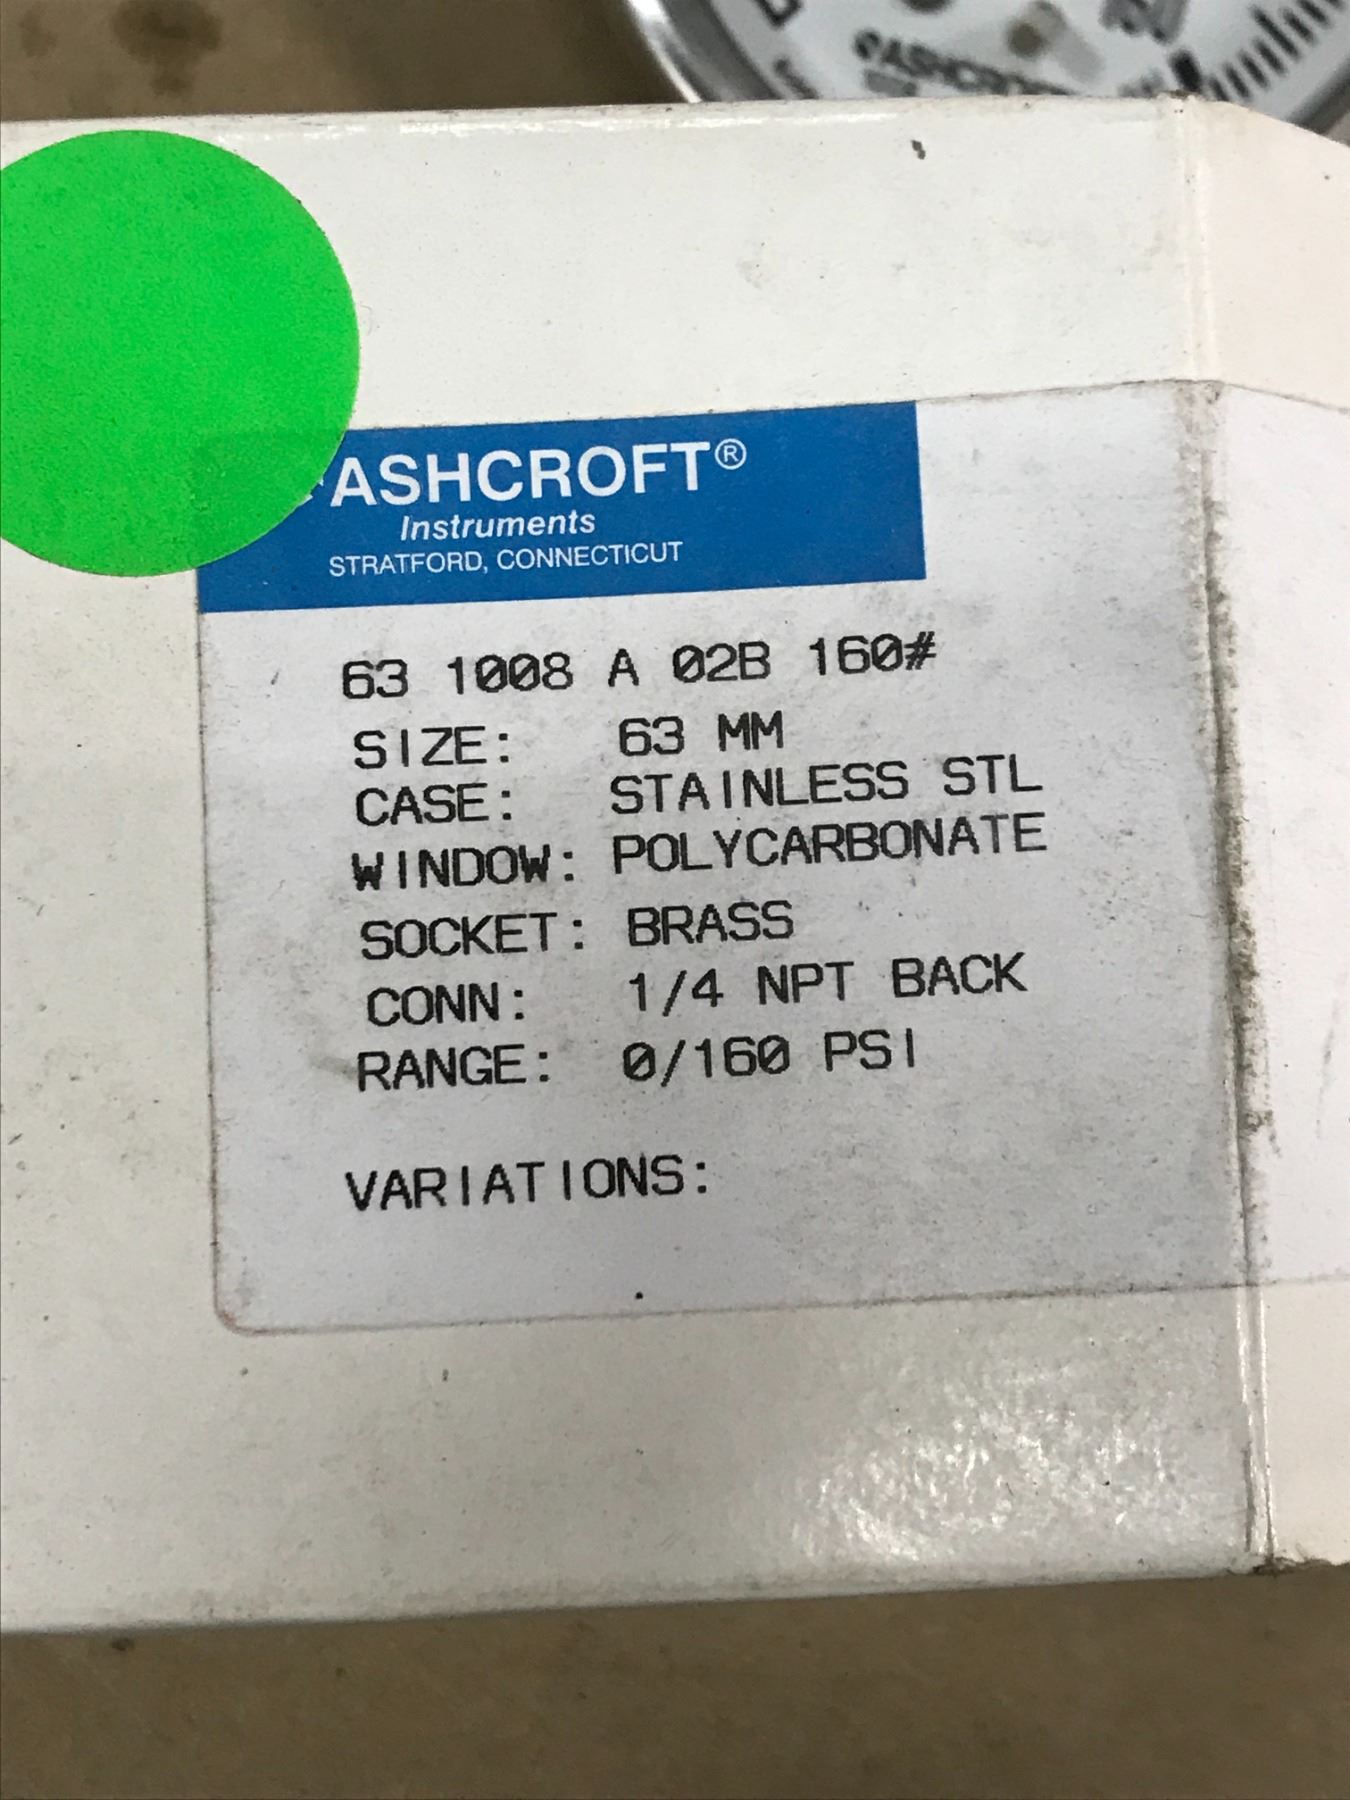 ASHCROFT
ASHCROFT®
Instruments
STRATFORD, CONNECTICUT
63 1008 A 02B 160#
SIZE: 63 MM
CASE: STAINLESS STL
WINDOW: POLYCARBONATE
SOCKET: BRASS
CONN: 1/4 NPT BACK
RANGE: 0/160 PSI
VARIATIONS: